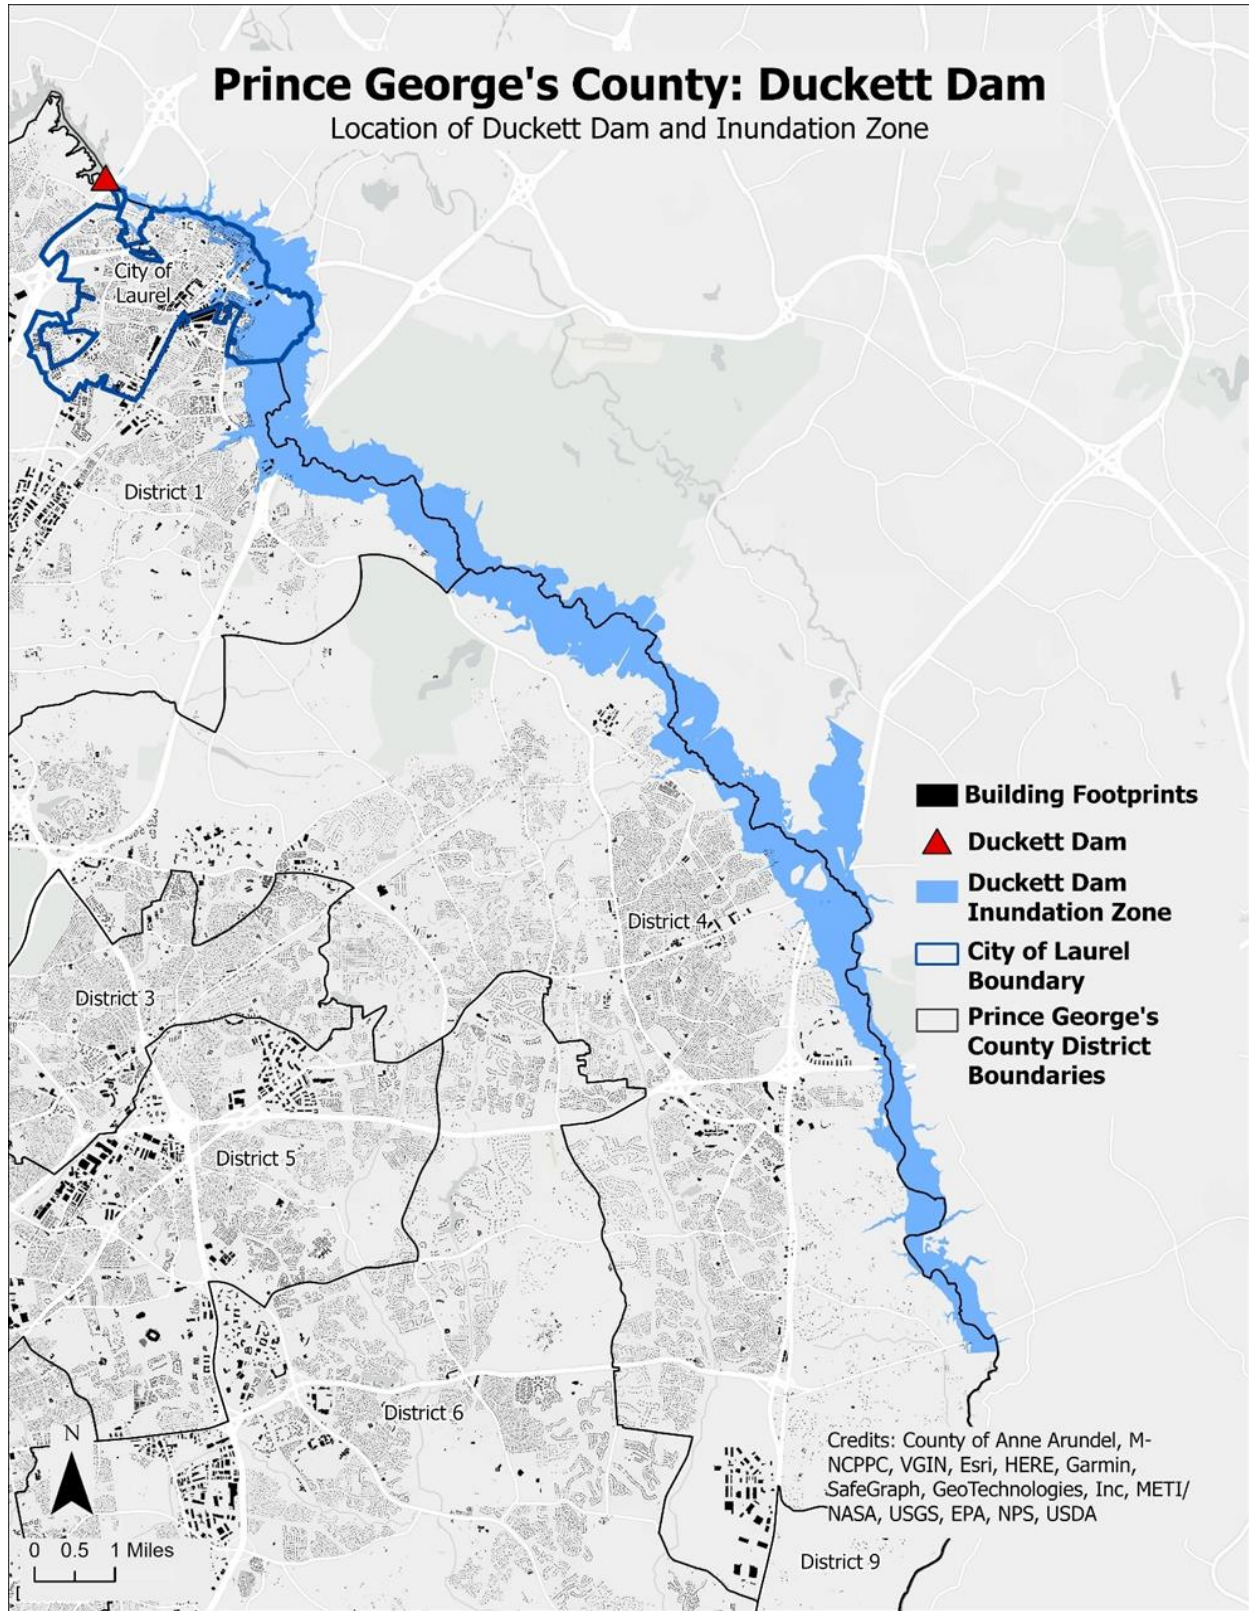 Prince George's County: Duckett Dam
Location of Duckett Dam and Inundation Zone
City of
Laurel
District 1
Building Footprints
Duckett Dam
Duckett Dam
Inundation Zone
District 4
City of Laurel
Boundary
District 3
Prince George's
County District
Boundaries
District 5
District 6
N
Credits: County of Anne Arundel, M-
NCPPC, VGIN, Esri, HERE, Garmin,
SafeGraph, GeoTechnologies, Inc, METI/
NASA, USGS, EPA, NPS, USDA
0 0.5 1 Miles
District 9